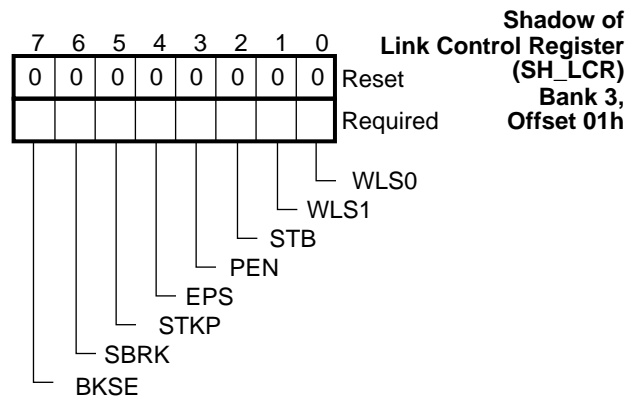 Shadow of
Link Control Register
(SH_LCR)
Bank 3,
Offset 01h
7 6 5 4 3 2 1 0
0 0 0 0 0 0 0 0 Reset
Required
WLS0
WLS1
STB
PEN
EPS
STKP
SBRK
BKSE